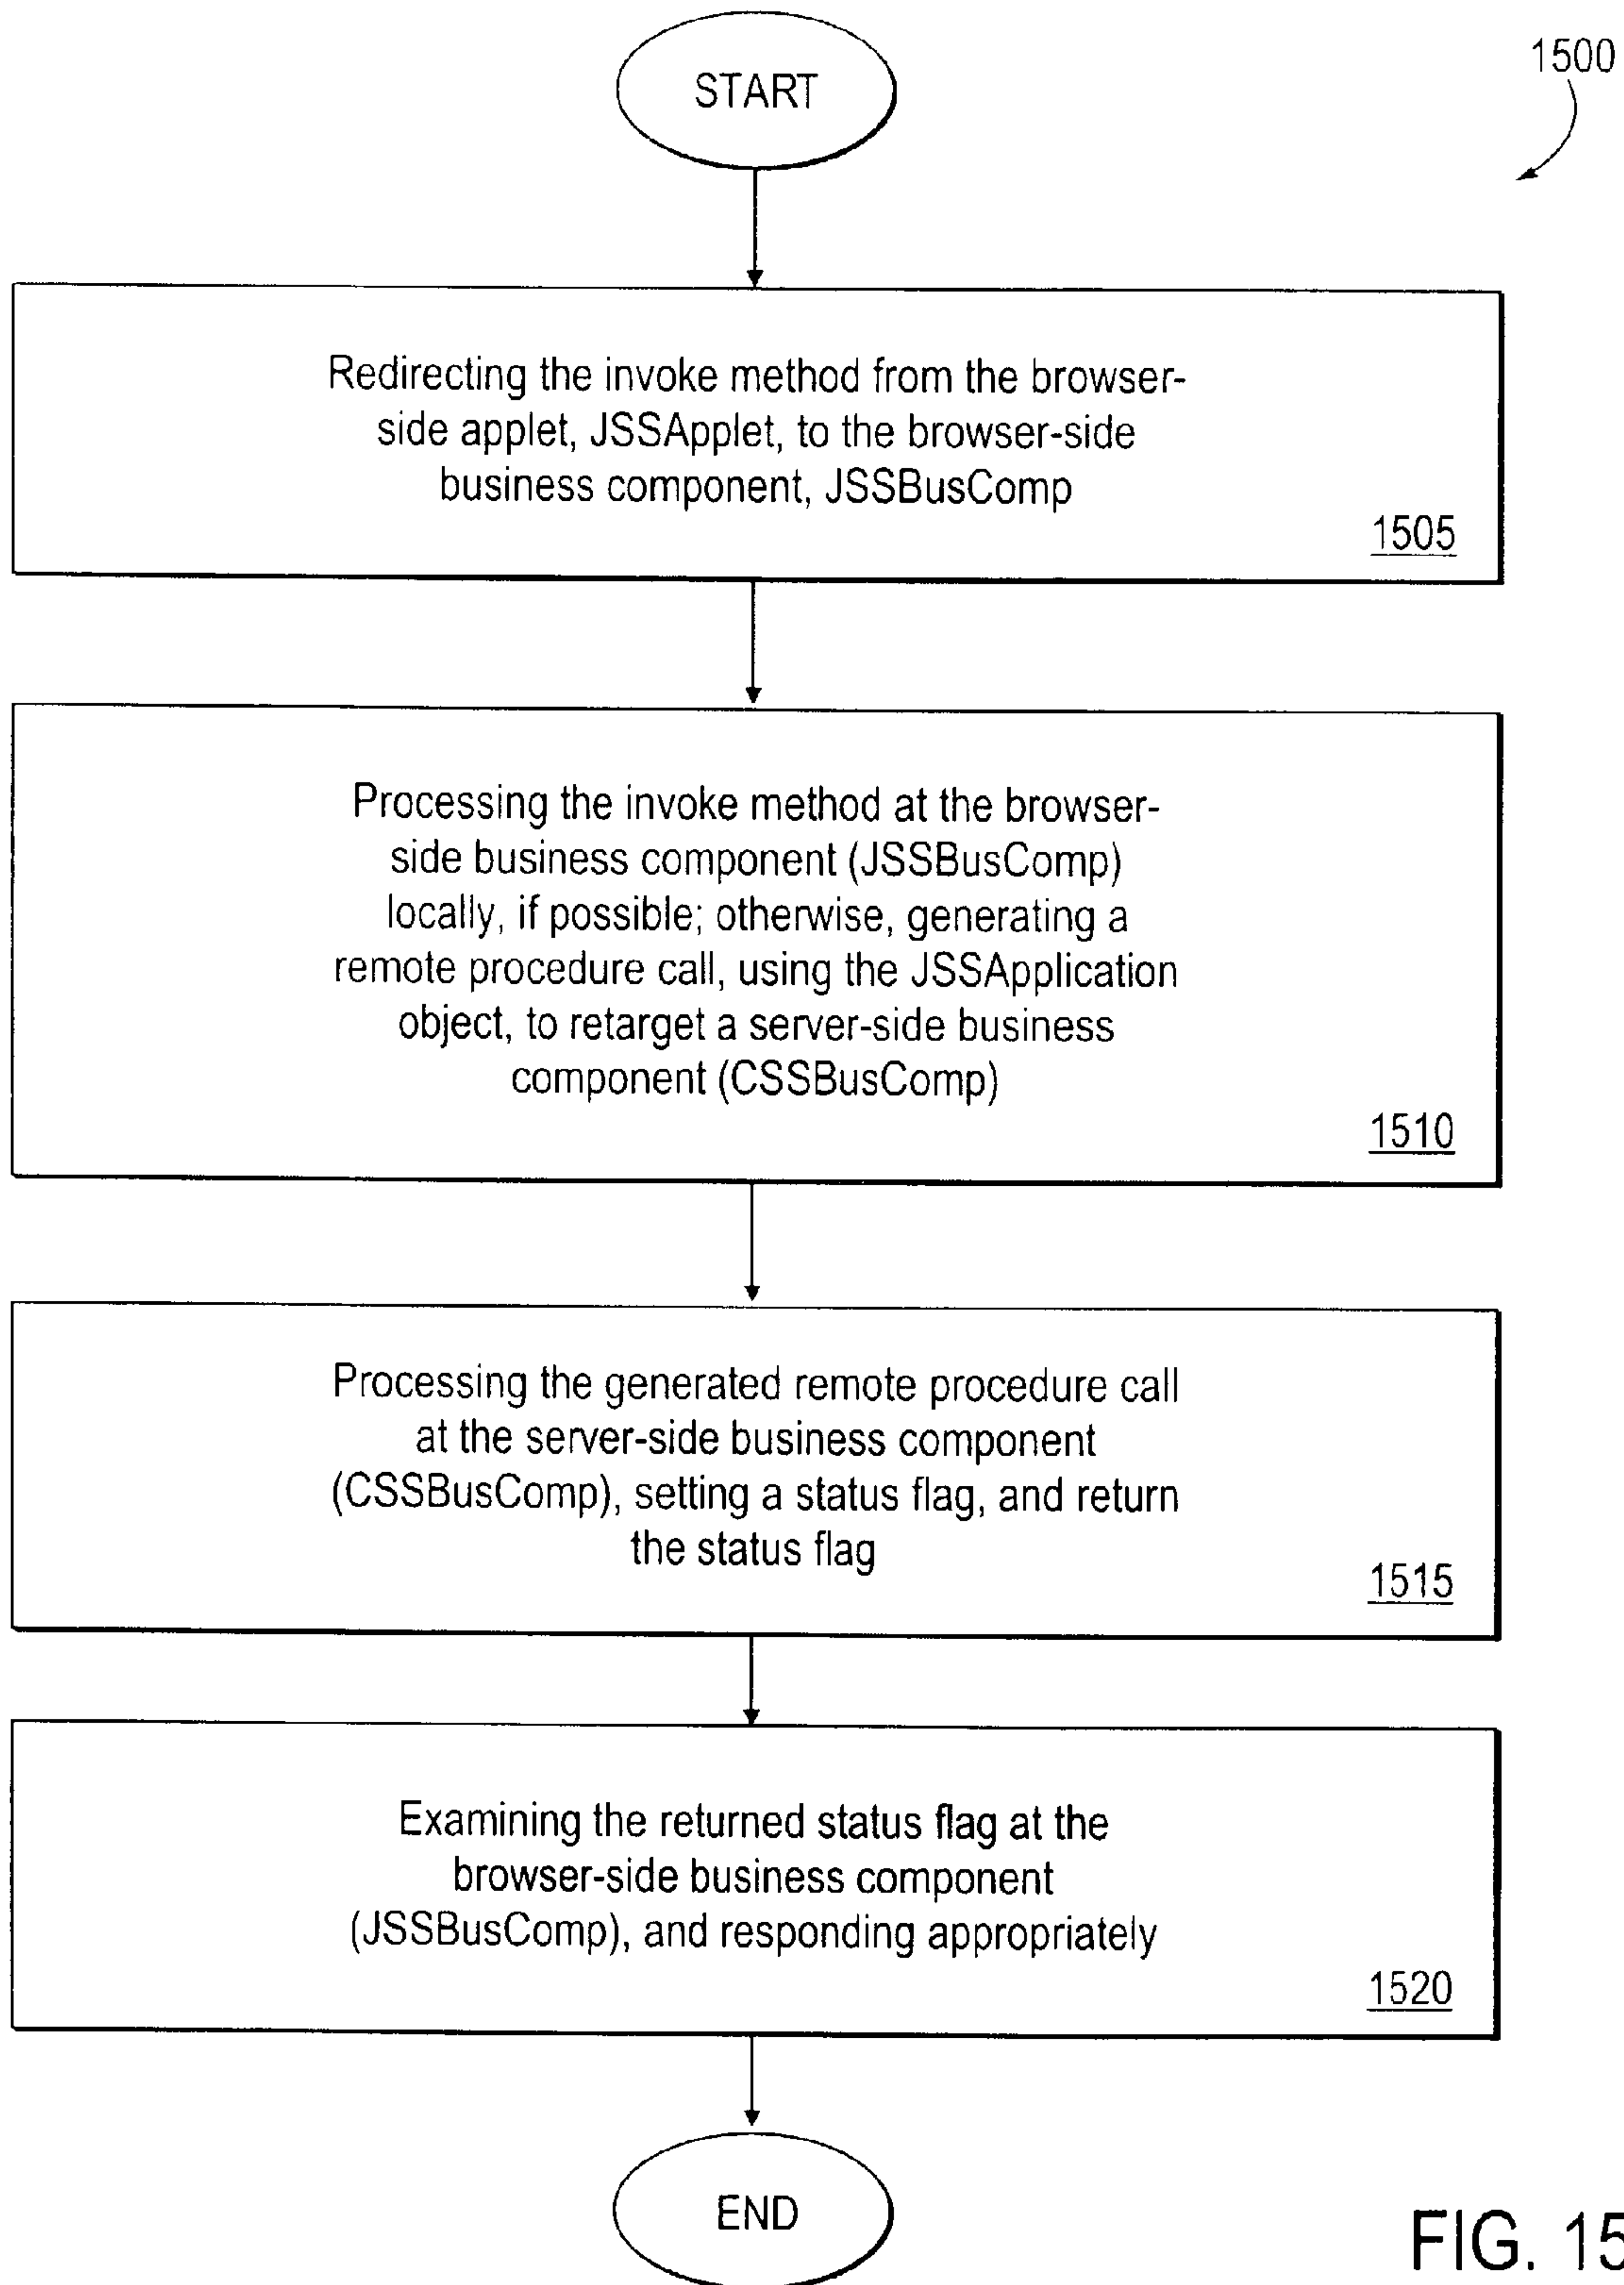 START
1500
Redirecting the invoke method from the browser-
side applet, JSSApplet, to the browser-side
business component, JSSBusComp
1505
Processing the invoke method at the browser-
side business component (JSSBusComp)
locally, if possible; otherwise, generating a
remote procedure call, using the JSSApplication
object, to retarget a server-side business
component (CSSBusComp)
1510
Processing the generated remote procedure call
at the server-side business component
(CSSBusComp), setting a status flag, and return
the status flag
1515
Examining the returned status flag at the
browser-side business component
(JSSBusComp), and responding appropriately
1520
END
FIG. 15